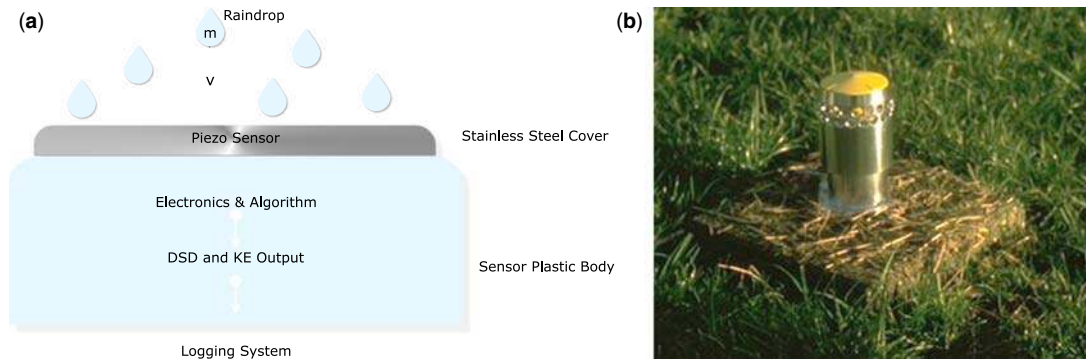 (a)
Raindrop
m
v
Piezo Sensor
Stainless Steel Cover
Electronics & Algorithm
DSD and KE Output
Sensor Plastic Body
Logging System
(b)